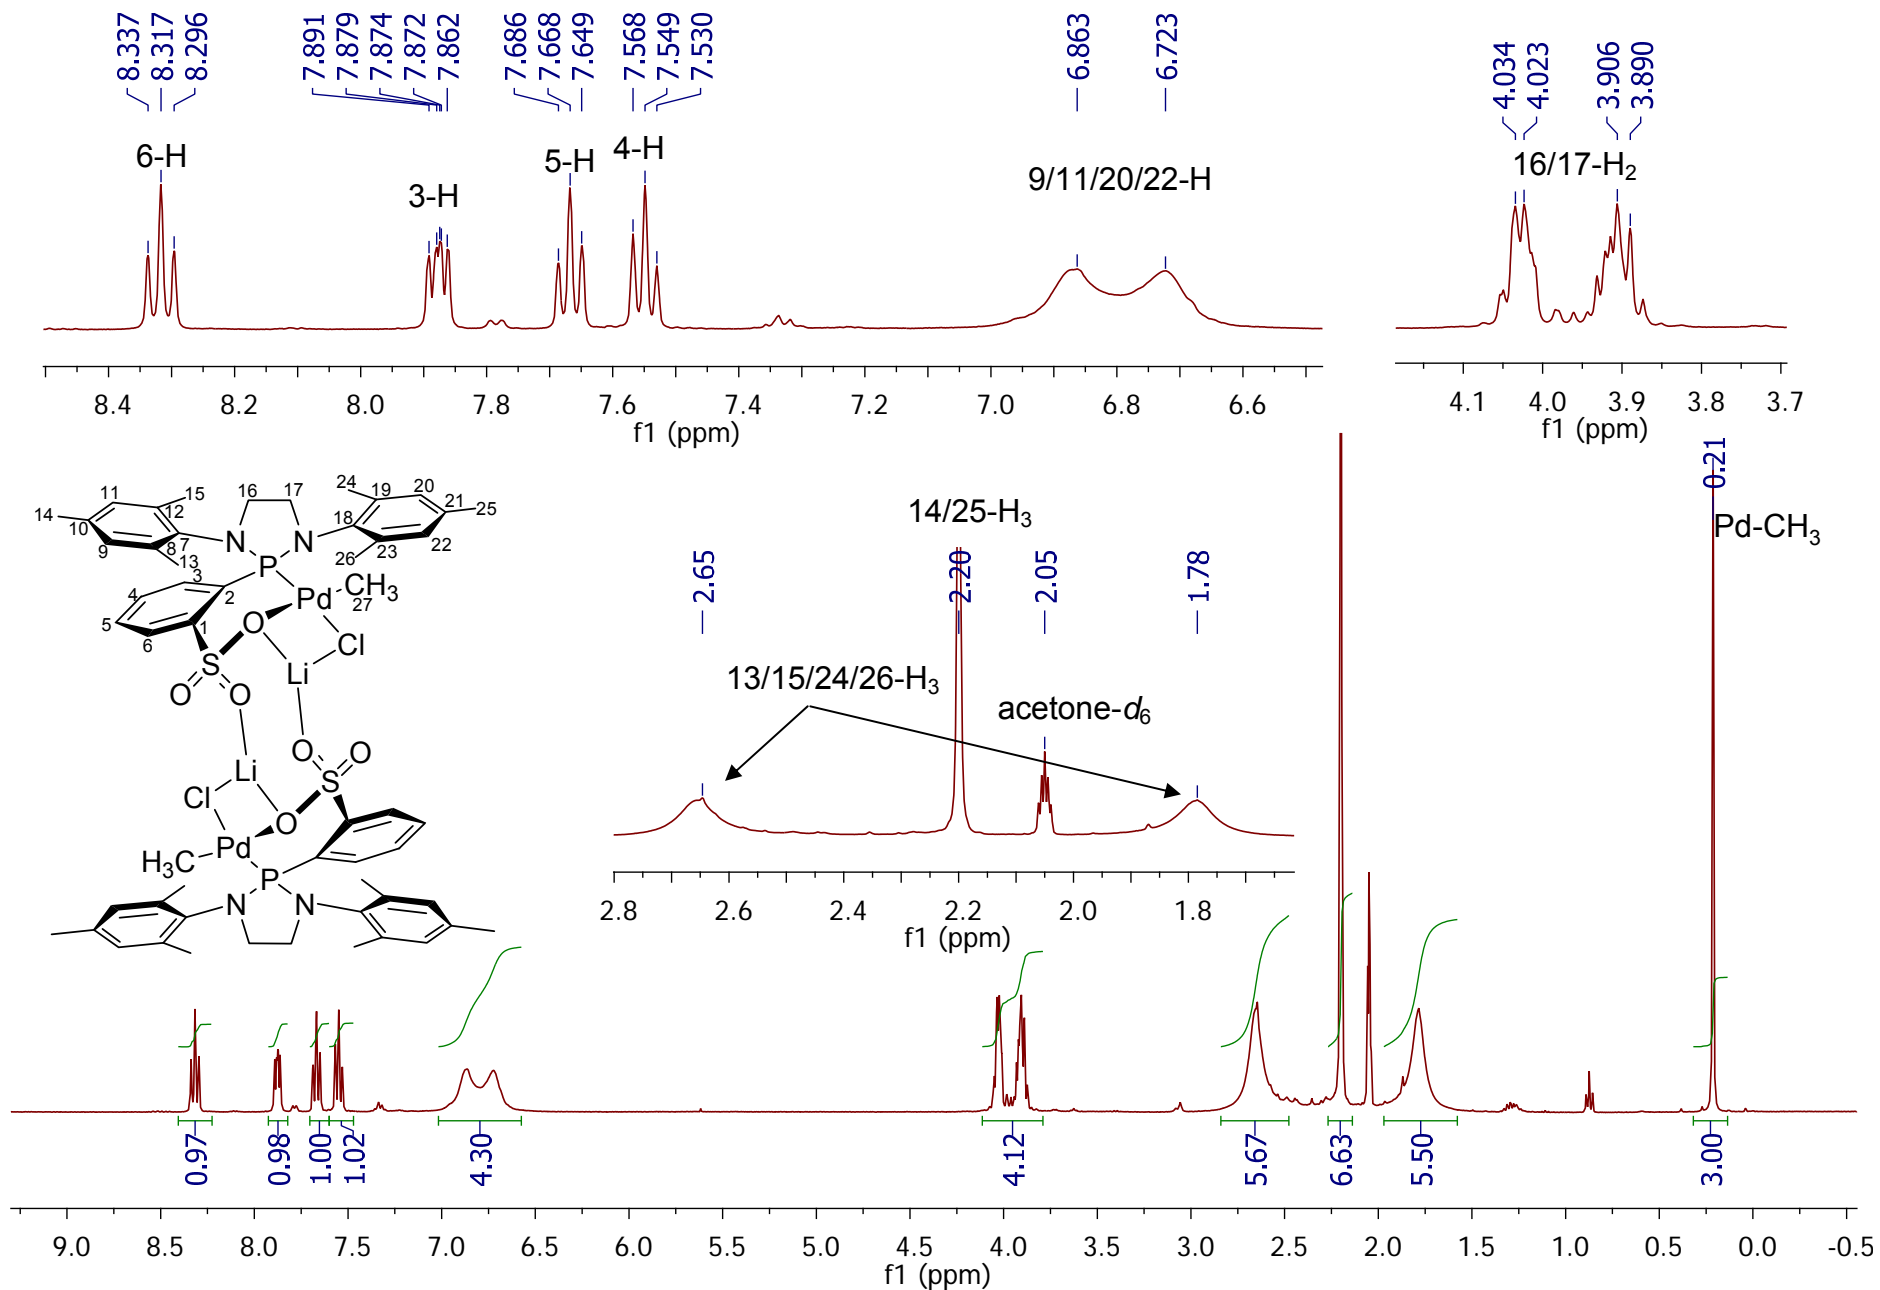 8.337
8.317
8.296
7.891
7.879
7.874
7.872
7.862
7.686
7.668
7.649
7.568
7.549
7.530
6.863
6.723
4.034
4.023
3.906
3.890
6-H
3-H
5-H
4-H
9/11/20/22-H
16/17-H2
8.4 8.2 8.0 7.8 7.6 7.4 7.2 7.0 6.8 6.6
f1 (ppm)
4.1 4.0 3.9 3.8 3.7
f1 (ppm)
11 15 16 17 24 19 20
14 12 21 25
10 18
9 8 7 N N 23 22
13 26
P
3
4 2 Pd CH3
27
5 1 O
6 Cl
S Li
O O
O O
Li S
Cl
O
Pd
H3C
P
N N
14/25-H3
2.65
2.20
2.05
1.78
13/15/24/26-H3
acetone-d6
2.8 2.6 2.4 2.2 2.0 1.8
f1 (ppm)
0.21
Pd-CH3
0.97
0.98
1.00
1.02
4.30
4.12
5.67
6.63
5.50
3.00
9.0 8.5 8.0 7.5 7.0 6.5 6.0 5.5 5.0 4.5 4.0 3.5 3.0 2.5 2.0 1.5 1.0 0.5 0.0 -0.5
f1 (ppm)